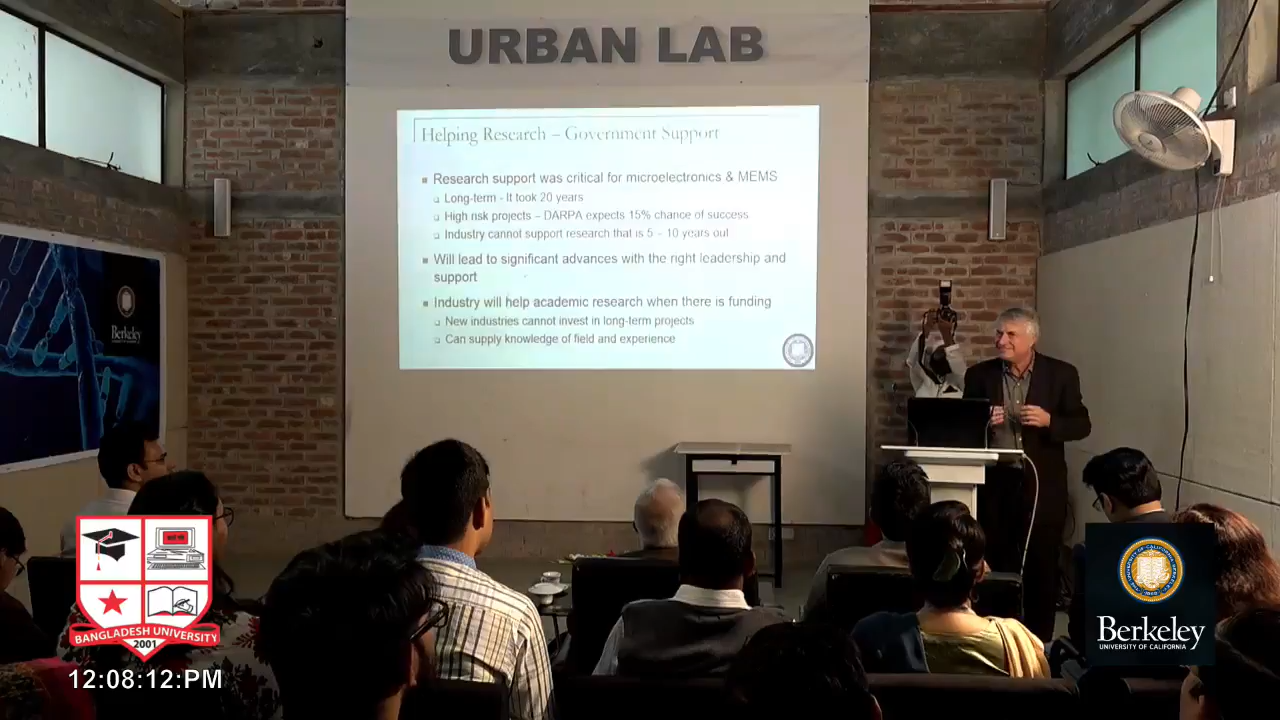 URBAN LAB
Helping Research – Government Support
Research support was critical for microelectronics & MEMS
Long-term - It took 20 years
High risk projects – DARPA expects 15% chance of success
Industry cannot support research that is 5 – 10 years out
Will lead to significant advances with the right leadership and
support
Industry will help academic research when there is funding
New industries cannot invest in long-term projects
Can supply knowledge of field and experience
Berkeley
BANGLADESH UNIVERSITY
2001
12:08:12:PM
Berkeley
UNIVERSITY OF CALIFORNIA